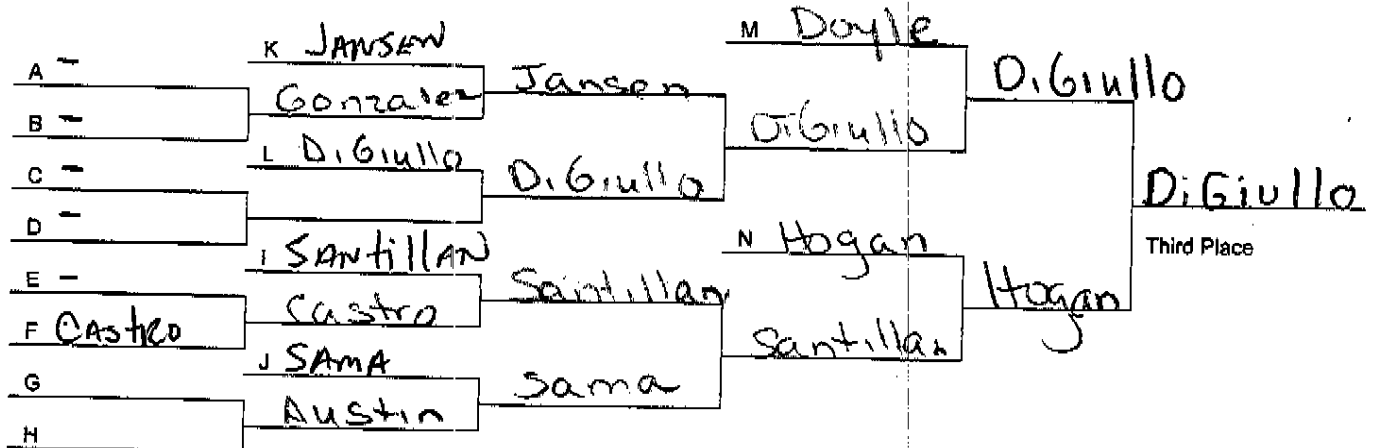 M Doyle
K JANSEN
A -
Jansen
DiGiullo
Gonzalez
B -
DiGiulio
L DiGiullo
C -
DiGiullo
DiGiullo
D -
N Hogan
Third Place
I SANTILLAN
E -
Santillan
Hogan
Castro
F CASTRO
Santillan
J SAMA
G
Sama
Austin
H